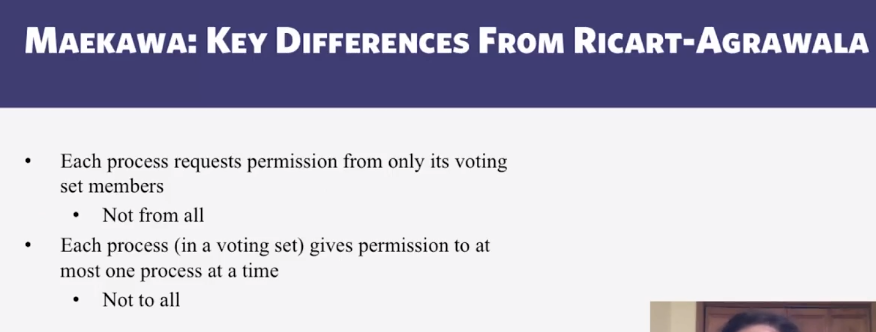 MAEKAWA: KEY DIFFERENCES FROM RICART-AGRAWALA
• Each process requests permission from only its voting
set members
• Not from all
• Each process (in a voting set) gives permission to at
most one process at a time
• Not to all